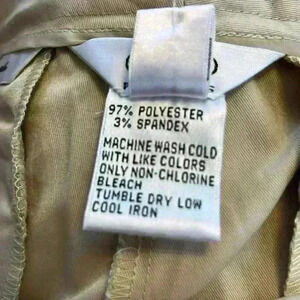 97% POLYESTER
3% SPANDEX
MACHINE WASH COLD
WITH LIKE COLORS
ONLY NON-CHLORINE
BLEACH
TUMBLE DRY LOW
COOL IRON